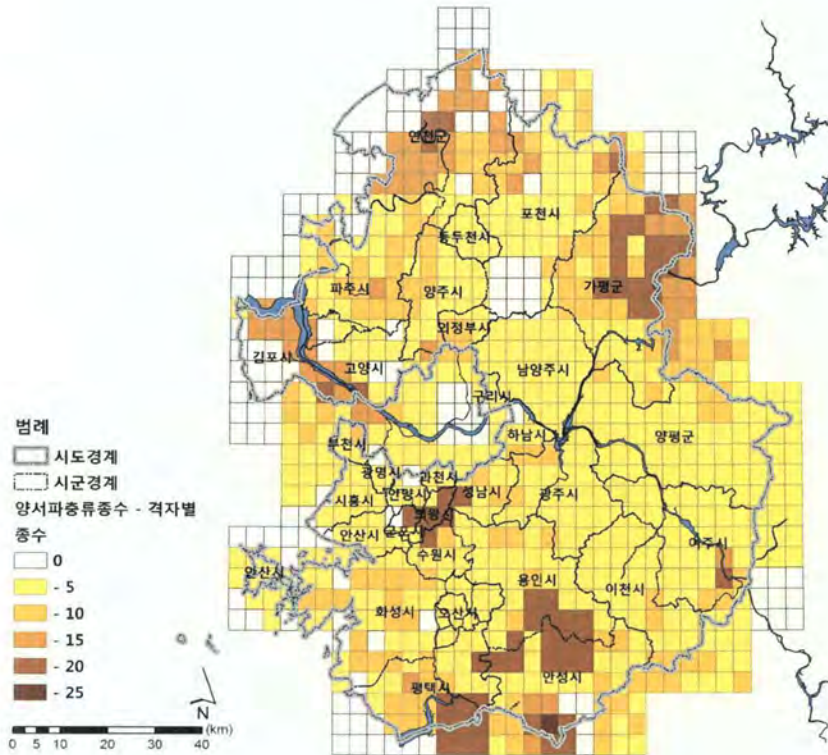 연천군
포천시
동두천시
파주시
양주시
가평군
의정부시
김포시
고양시
남양주시
구리시
범례
부천시
하남시
양평군
시도경계
광명시
과천시
시군경계
시흥시
안양시
성남시
광주시
양서파충류종수 - 격자별
의왕시
종수
안산시
군포시
여주시
0
안산시
수원시
- 5
용인시
이천시
- 10
화성시
오산시
- 15
- 20
안성시
- 25
평택시
N
0 5 10 20 30 40 (km)